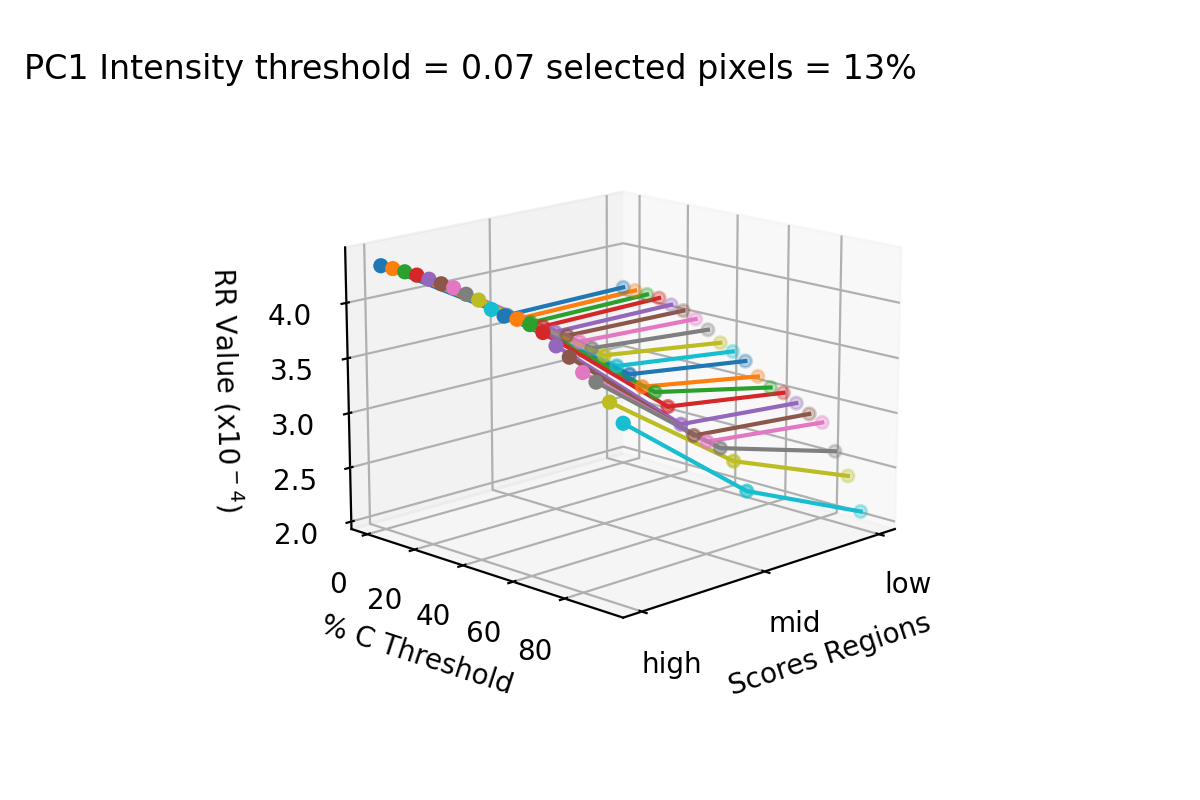 PC1 Intensity threshold = 0.07 selected pixels = 13%
RR Value (x10⁻⁴)
4.0
3.5
3.0
2.5
2.0
0
20
40
60
80
% C Threshold
high
mid
low
Scores Regions